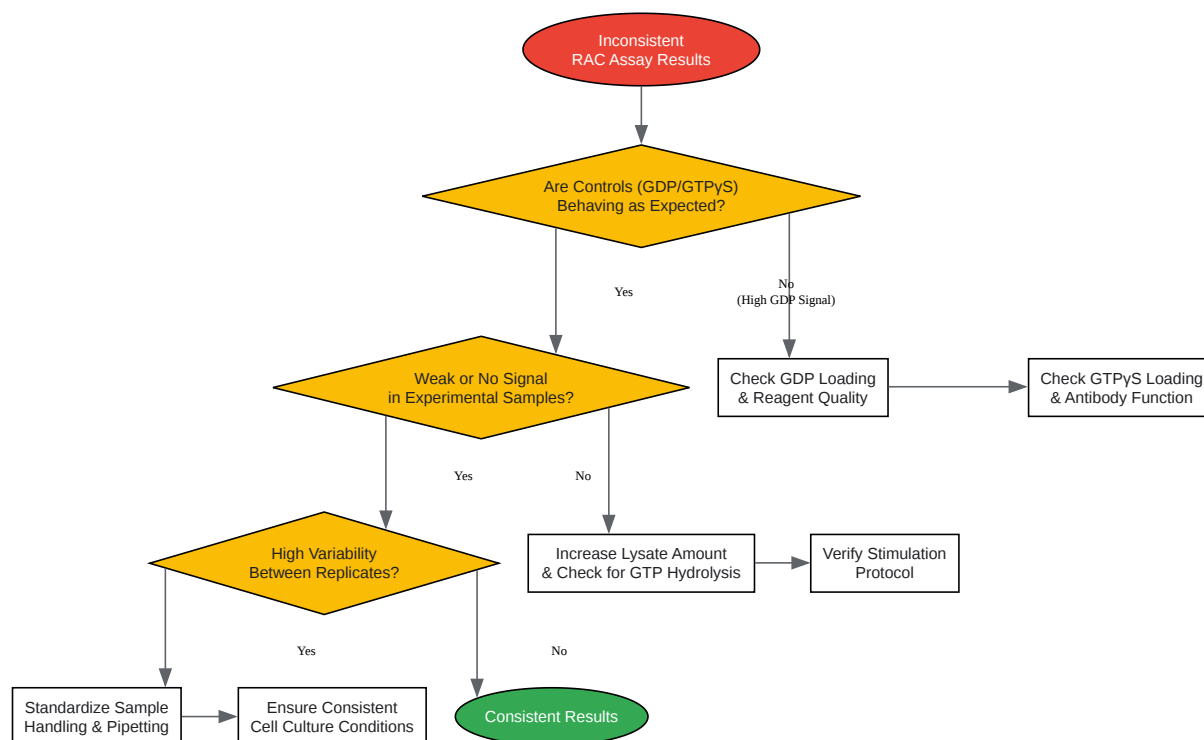 Inconsistent
RAC Assay Results
Are Controls (GDP/GTPγS)
Behaving as Expected?
Yes
No
(High GDP Signal)
Weak or No Signal
in Experimental Samples?
Check GDP Loading
& Reagent Quality
Check GTPγS Loading
& Antibody Function
Yes
No
High Variability
Between Replicates?
Increase Lysate Amount
& Check for GTP Hydrolysis
Verify Stimulation
Protocol
Yes
No
Standardize Sample
Handling & Pipetting
Ensure Consistent
Cell Culture Conditions
Consistent Results